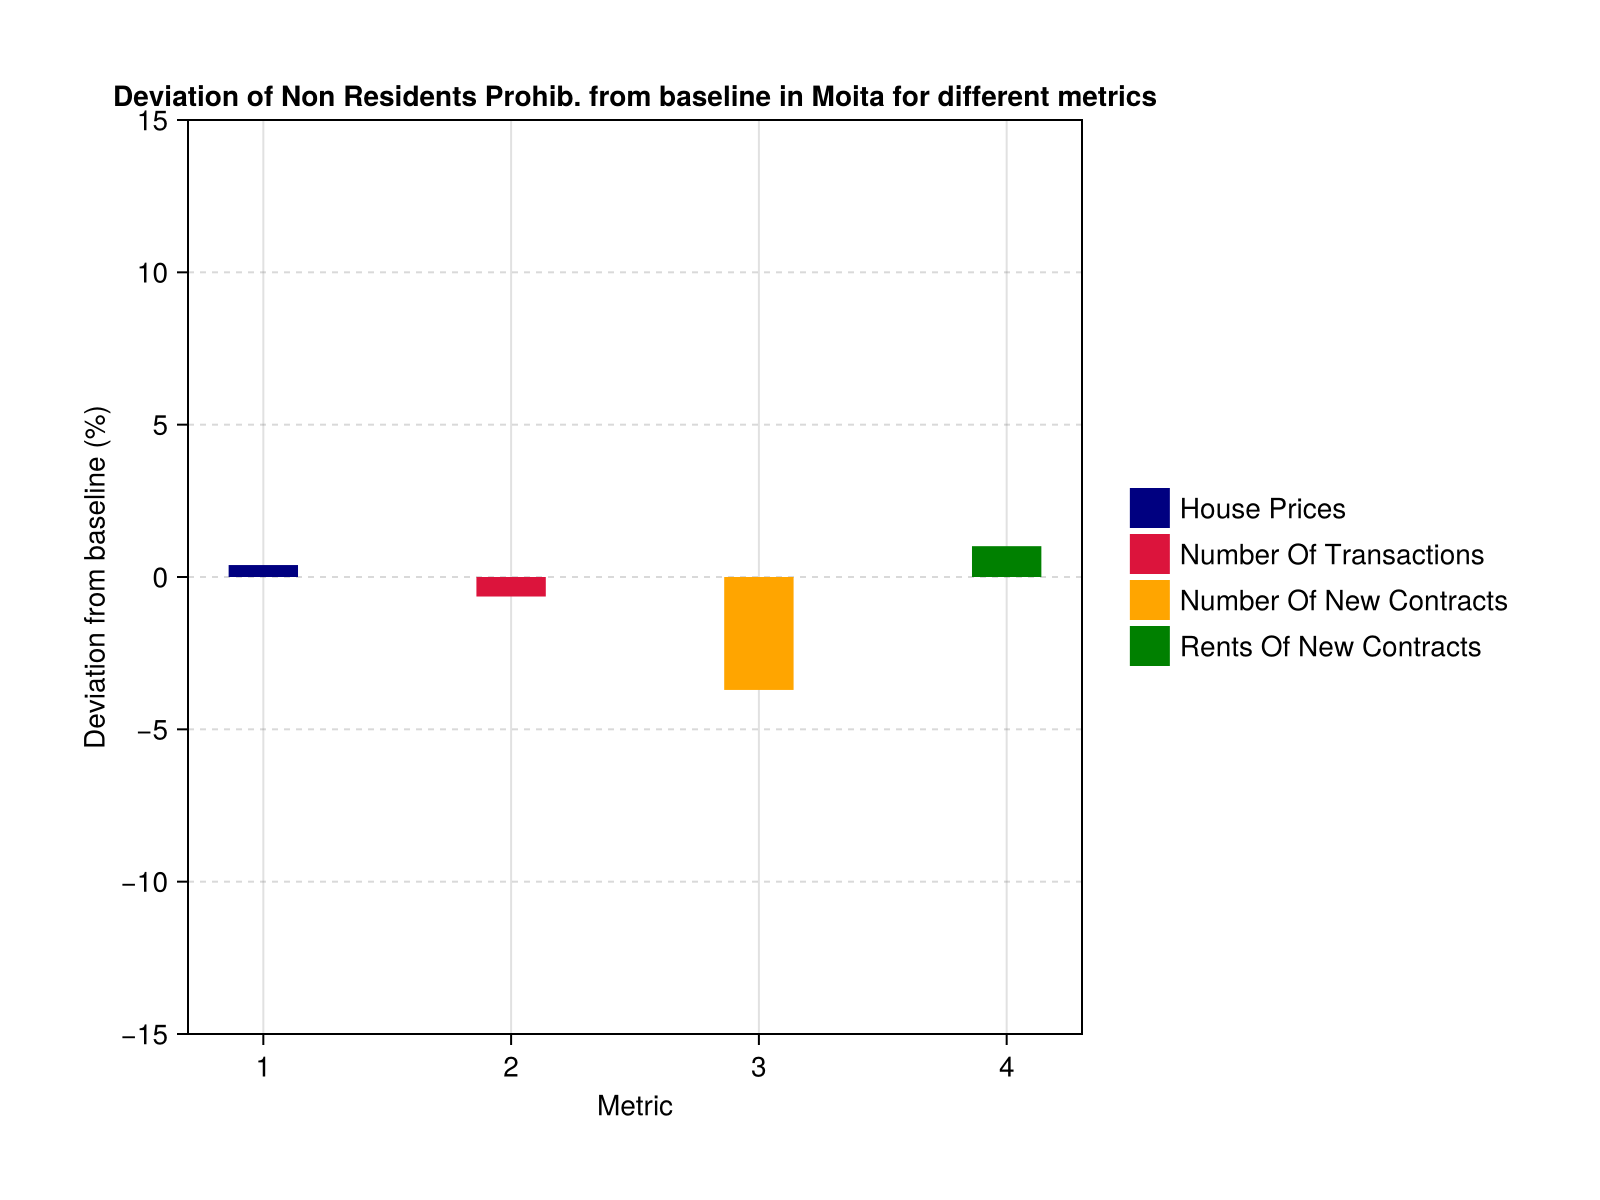 Deviation of Non Residents Prohib. from baseline in Moita for different metrics
15
10
5
0
−5
−10
−15
Deviation from baseline (%)
1 2 3 4
Metric
House Prices
Number Of Transactions
Number Of New Contracts
Rents Of New Contracts